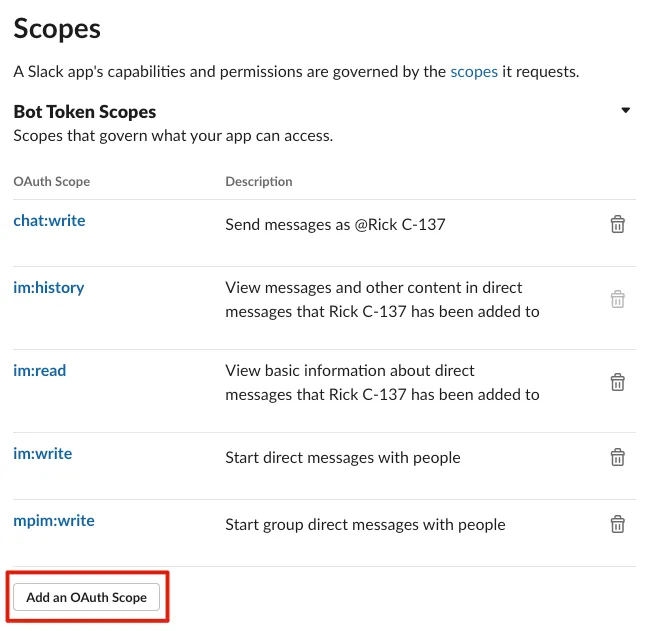 Scopes
A Slack app's capabilities and permissions are governed by the scopes it requests.
Bot Token Scopes
Scopes that govern what your app can access.
OAuth Scope Description
chat:write Send messages as @Rick C-137
im:history View messages and other content in direct
messages that Rick C-137 has been added to
im:read View basic information about direct
messages that Rick C-137 has been added to
im:write Start direct messages with people
mpim:write Start group direct messages with people
Add an OAuth Scope